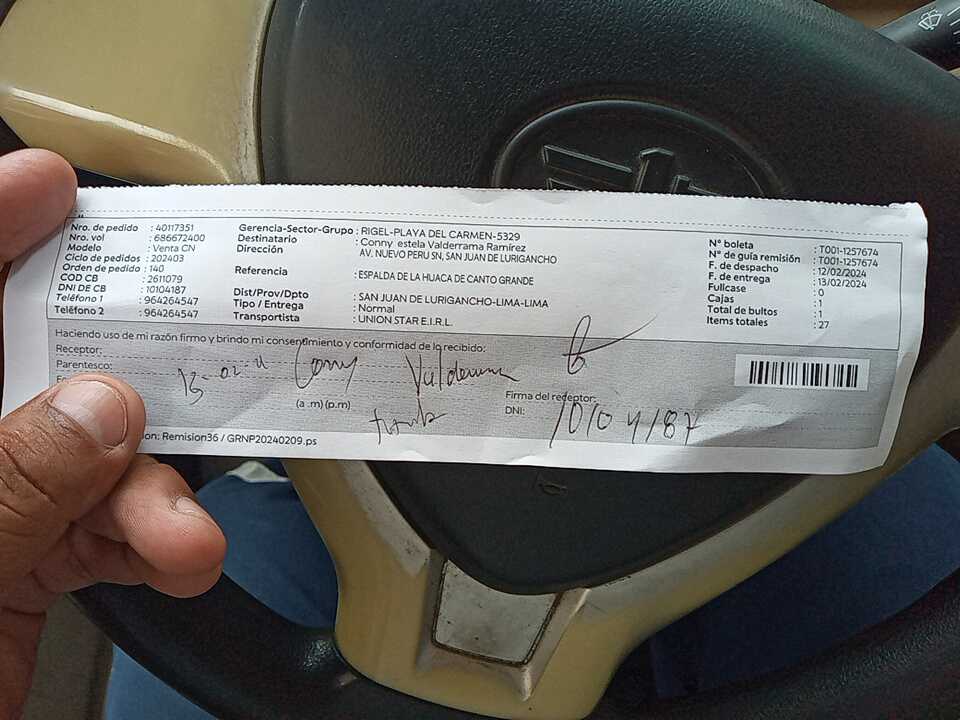 Nro. de pedido : 40117351
Nro. vol : 686672400
Modelo : Venta CN
Ciclo de pedidos : 202403
Orden de pedido : 140
COD CB : 2611079
DNI DE CB : 10104187
Teléfono 1 : 964264547
Teléfono 2 : 964264547
Gerencia-Sector-Grupo : RIGEL-PLAYA DEL CARMEN-5329
Destinatario : Conny estela Valderrama Ramirez
Dirección : AV. NUEVO PERU SN, SAN JUAN DE LURIGANCHO
Referencia : ESPALDA DE LA HUACA DE CANTO GRANDE
Dist/Prov/Dpto : SAN JUAN DE LURIGANCHO-LIMA-LIMA
Tipo / Entrega : Normal
Transportista : UNION STAR E.I.R.L.
N° boleta : T001-1257674
N° de guía remisión : T001-1257674
F. de despacho : 12/02/2024
F. de entrega : 13/02/2024
Fullcase : 0
Cajas : 1
Total de bultos : 1
Items totales : 27
Haciendo uso de mi razón firmo y brindo mi consentimiento y conformidad de lo recibido:
Receptor: Conny Valderrama
Parentesco:
(a .m) (p.m)
Firma del receptor:
DNI: 10104187
ion: Remision36 / GRNP20240209.ps